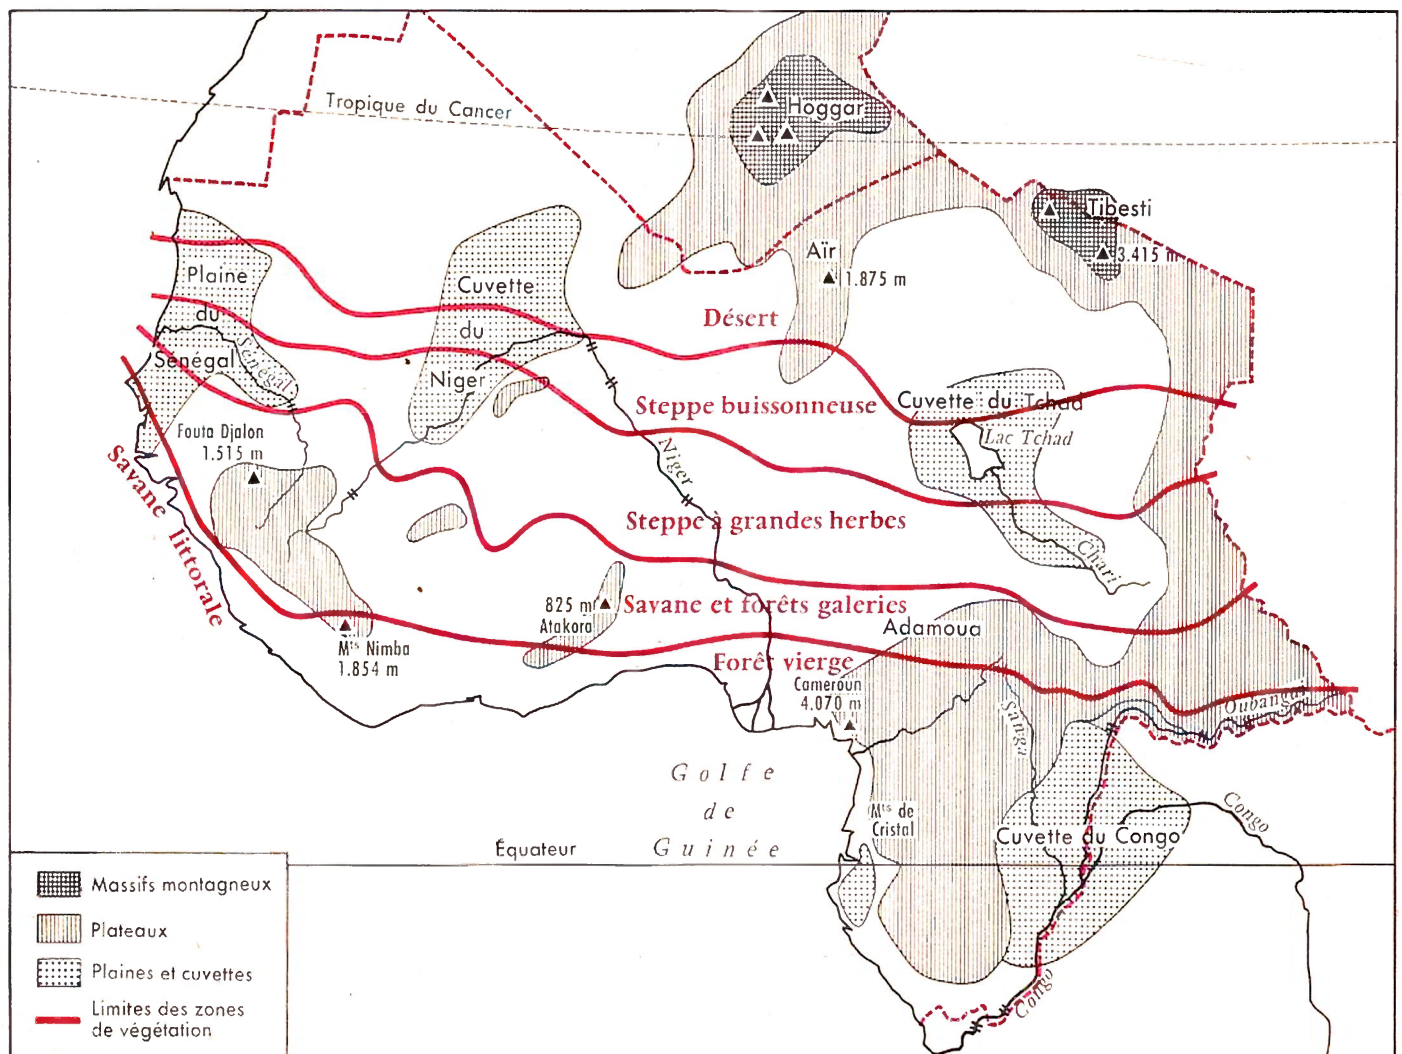 Tropique du Cancer
Hoggar
Tibesti
3.415 m
Aïr
1.875 m
Plaine
du
Sénégal
Sénégal
Cuvette
du
Niger
Désert
Steppe buissonneuse
Cuvette du Tchad
Lac Tchad
Niger
Fouta Djalon
1.515 m
Savane littorale
Steppe à grandes herbes
Chari
825 m
Atakora
Savane et forêts galeries
Adamoua
Mts Nimba
1.854 m
Forêt vierge
Cameroun
4.070 m
Sanga
Oubangui
Golfe
de
Guinée
Mts de
Cristal
Cuvette du Congo
Congo
Équateur
Congo
Massifs montagneux
Plateaux
Plaines et cuvettes
Limites des zones
de végétation